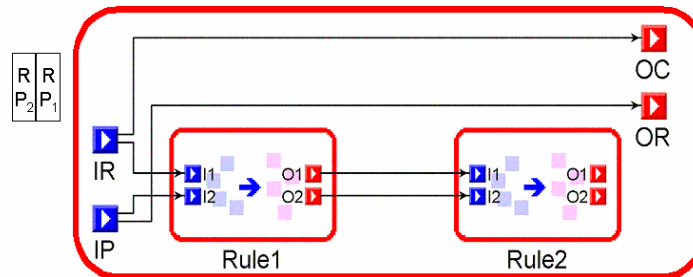 R R
P2 P1
OC
OR
IR
IP
I1 O1
I2 O2
Rule1
I1 O1
I2 O2
Rule2